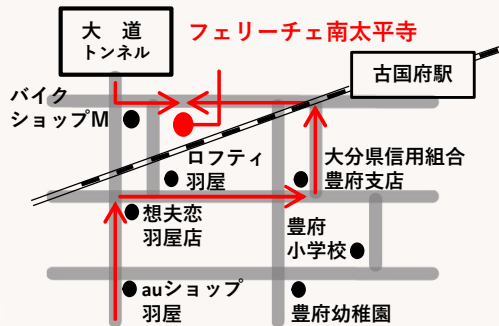 大　道
トンネル
フェリーチェ南太平寺
古国府駅
バイク
ショップM
ロフティ
羽屋
大分県信用組合
豊府支店
想夫恋
羽屋店
豊府
小学校
auショップ
羽屋
豊府幼稚園